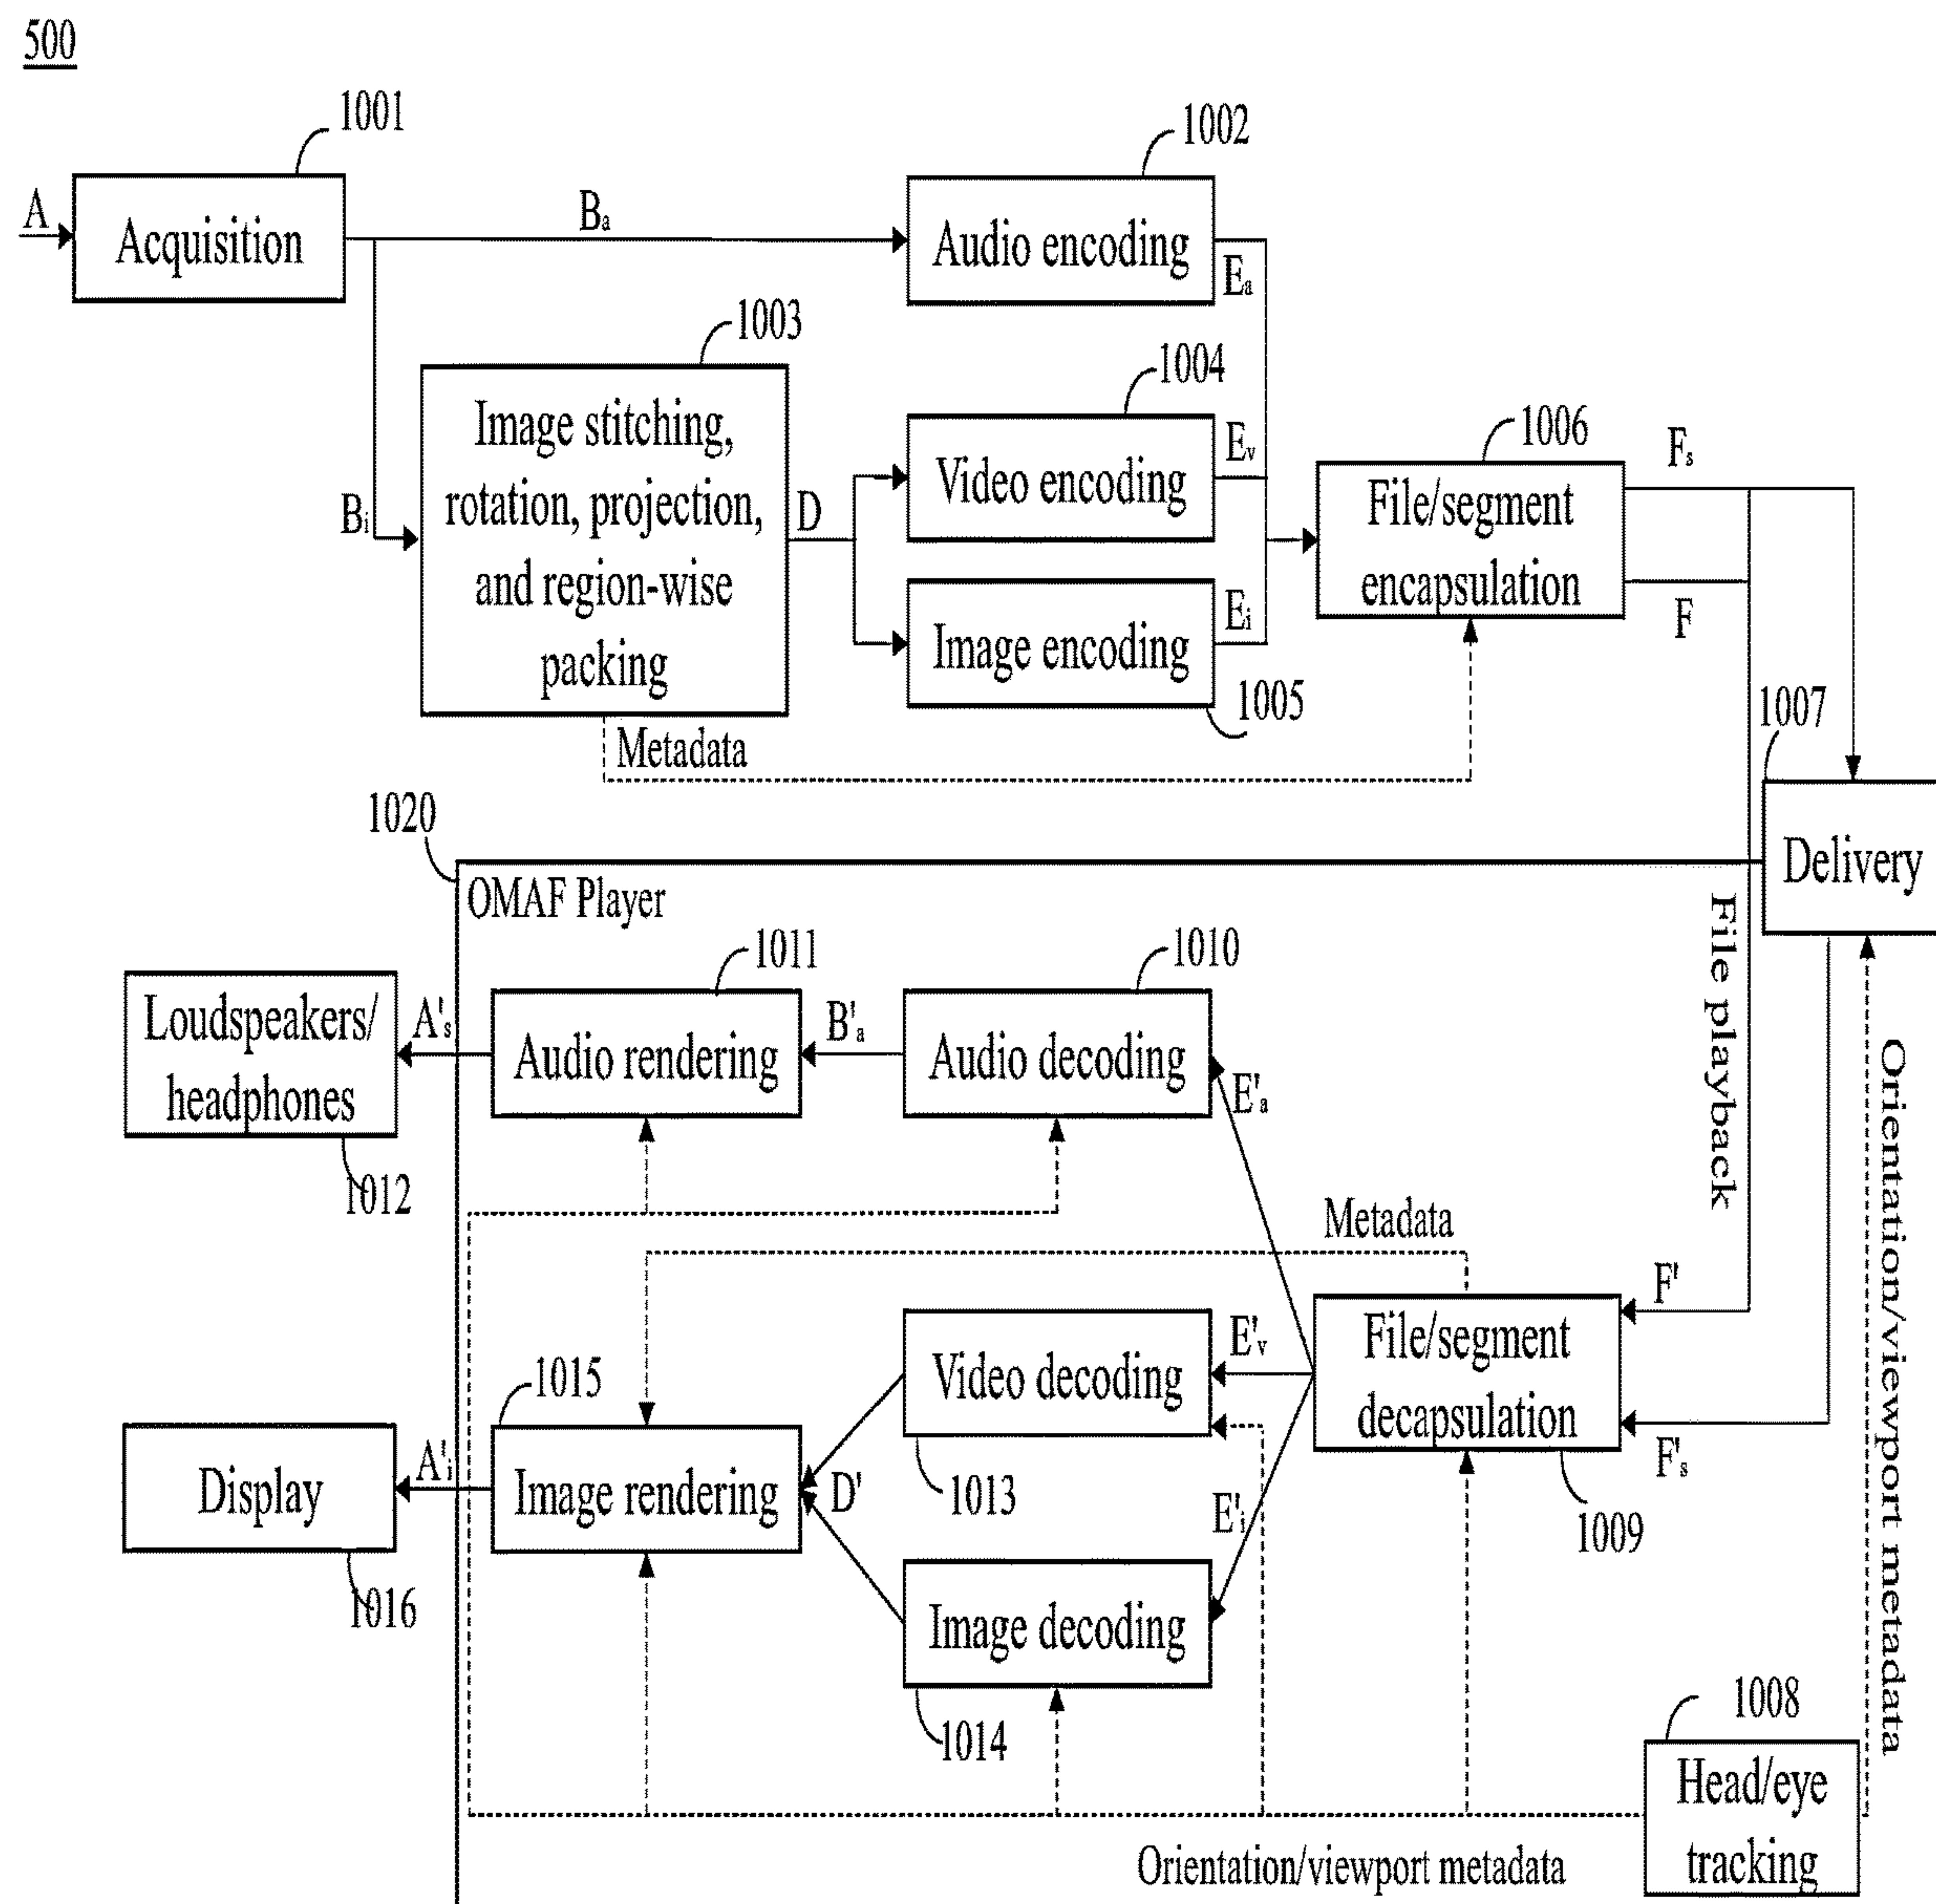 500
1001
1002
A
Acquisition
Ba
Audio encoding
Ea
1003
Image stitching,
rotation, projection,
and region-wise
packing
Bi
D
1004
Video encoding
Ev
Image encoding
Ei
1005
1006
File/segment
encapsulation
Fs
F
Metadata
1007
Delivery
1020
OMAF Player
File playback
Orientation/viewport metadata
1011
1010
Loudspeakers/
headphones
1012
A's
Audio rendering
B'a
Audio decoding
E'a
Metadata
F'
File/segment
decapsulation
F's
1009
E'v
Video decoding
1013
E'i
1015
Display
1016
A'i
Image rendering
D'
Image decoding
1014
1008
Head/eye
tracking
Orientation/viewport metadata